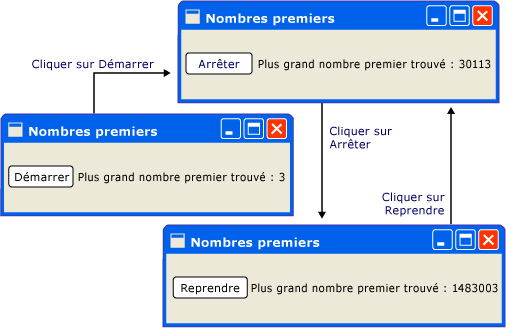 Nombres premiers
Arrêter Plus grand nombre premier trouvé : 30113
Cliquer sur Démarrer
Nombres premiers
Démarrer Plus grand nombre premier trouvé : 3
Cliquer sur
Arrêter
Cliquer sur
Reprendre
Nombres premiers
Reprendre Plus grand nombre premier trouvé : 1483003